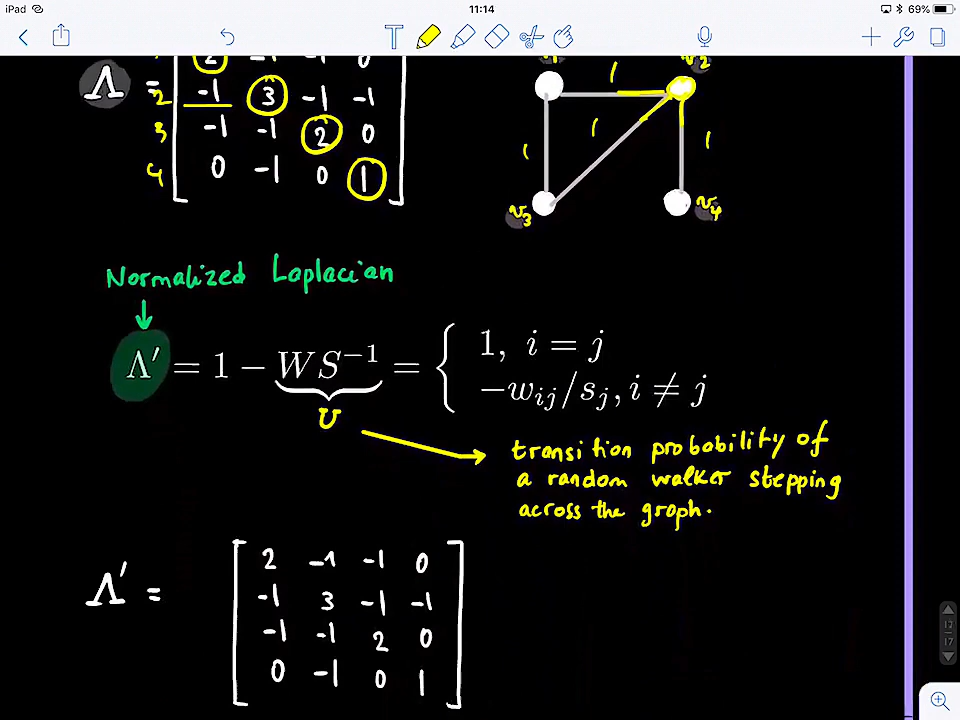 iPad 11:14 69%
T
2 -1 -1 0
Λ = 2 -1 3 -1 -1
3 -1 -1 2 0
4 0 -1 0 1
v2
1
1
1 1
v3 v4
Normalized Laplacian
Λ′ = 1 − WS⁻¹ = { 1, i = j
−w_ij/s_j, i ≠ j
U
transition probability of
a random walker stepping
across the graph.
Λ′ =
2 -1 -1 0
-1 3 -1 -1
-1 -1 2 0
0 -1 0 1
12
17